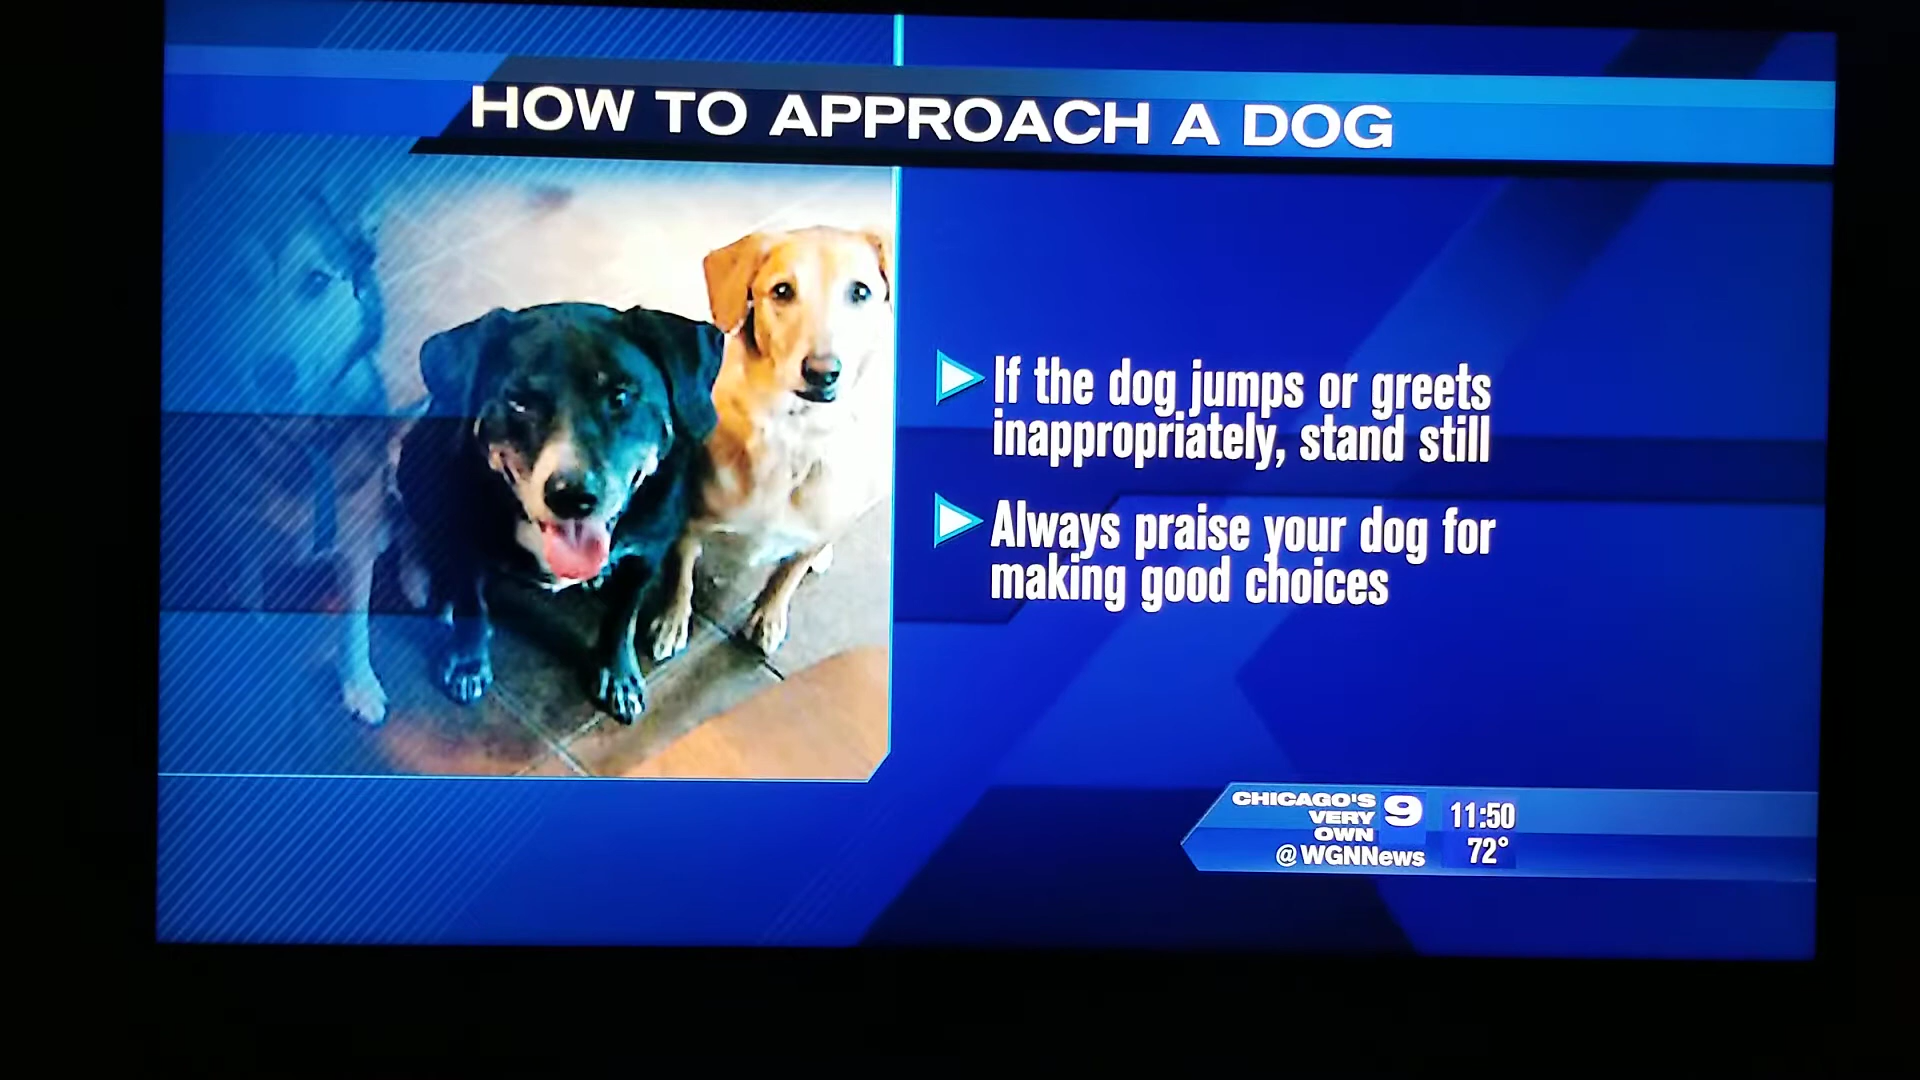 HOW TO APPROACH A DOG
If the dog jumps or greets
inappropriately, stand still
Always praise your dog for
making good choices
CHICAGO'S
VERY
OWN
9
@WGNNews
11:50
72°